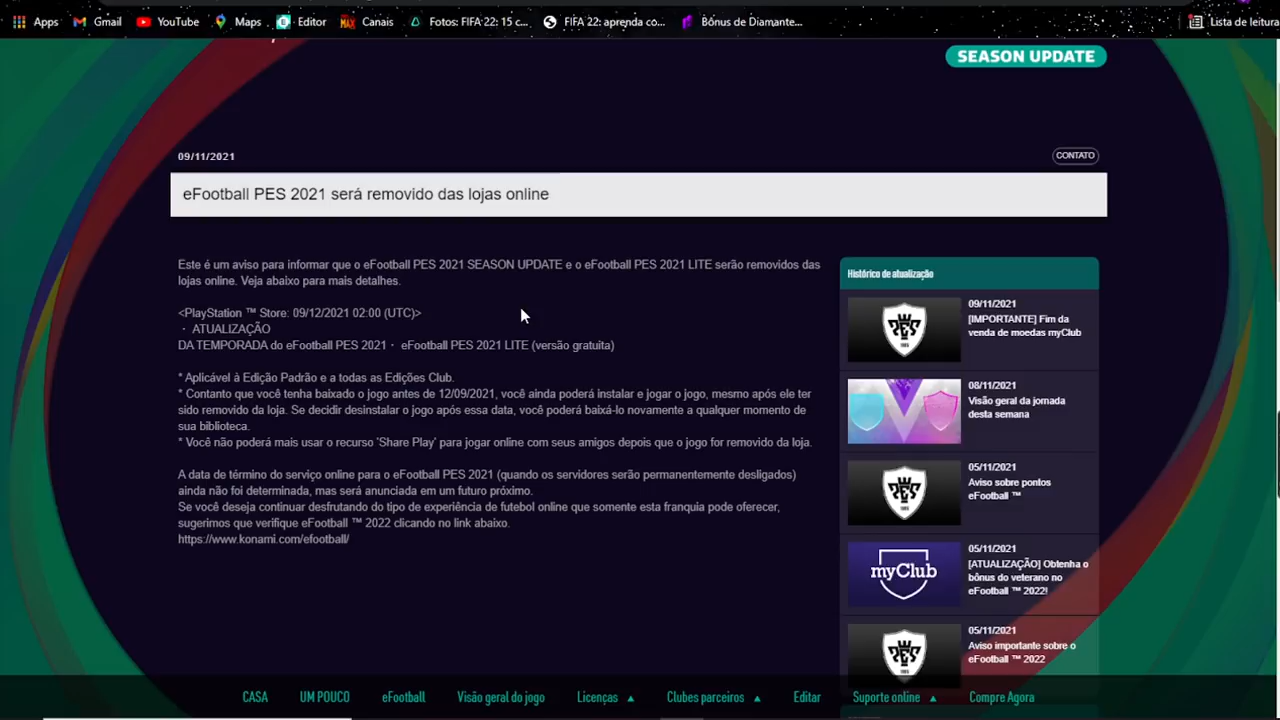 Apps Gmail YouTube Maps Editor Canais Fotos: FIFA 22: 15 c... FIFA 22: aprenda co... Bônus de Diamante... Lista de leitura
SEASON UPDATE
09/11/2021
CONTATO
eFootball PES 2021 será removido das lojas online
Este é um aviso para informar que o eFootball PES 2021 SEASON UPDATE e o eFootball PES 2021 LITE serão removidos das
lojas online. Veja abaixo para mais detalhes.
<PlayStation ™ Store: 09/12/2021 02:00 (UTC)>
・ ATUALIZAÇÃO
DA TEMPORADA do eFootball PES 2021・ eFootball PES 2021 LITE (versão gratuita)
* Aplicável à Edição Padrão e a todas as Edições Club.
* Contanto que você tenha baixado o jogo antes de 12/09/2021, você ainda poderá instalar e jogar o jogo, mesmo após ele ter
sido removido da loja. Se decidir desinstalar o jogo após essa data, você poderá baixá-lo novamente a qualquer momento de
sua biblioteca.
* Você não poderá mais usar o recurso 'Share Play' para jogar online com seus amigos depois que o jogo for removido da loja.
A data de término do serviço online para o eFootball PES 2021 (quando os servidores serão permanentemente desligados)
ainda não foi determinada, mas será anunciada em um futuro próximo.
Se você deseja continuar desfrutando do tipo de experiência de futebol online que somente esta franquia pode oferecer,
sugerimos que verifique eFootball ™ 2022 clicando no link abaixo.
https://www.konami.com/efootball/
Histórico de atualização
09/11/2021
[IMPORTANTE] Fim da
venda de moedas myClub
08/11/2021
Visão geral da jornada
desta semana
05/11/2021
Aviso sobre pontos
eFootball ™
myClub
05/11/2021
[ATUALIZAÇÃO] Obtenha o
bônus do veterano no
eFootball ™ 2022!
05/11/2021
Aviso importante sobre o
eFootball ™ 2022
CASA UM POUCO eFootball Visão geral do jogo Licenças ▲ Clubes parceiros ▲ Editar Suporte online ▲ Compre Agora